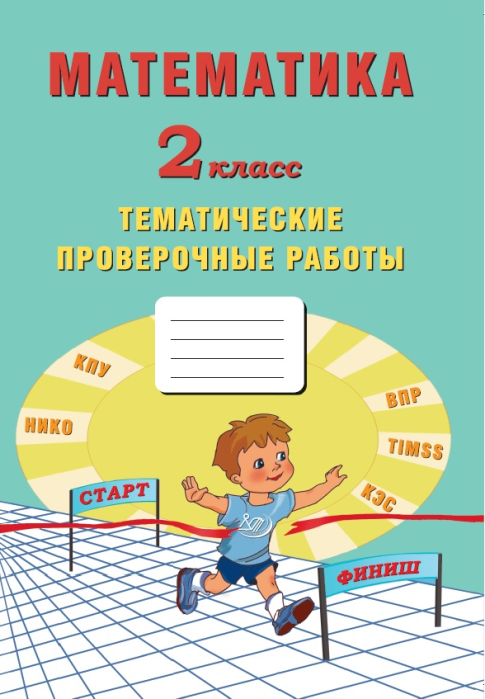 МАТЕМАТИКА
2 класс
ТЕМАТИЧЕСКИЕ
ПРОВЕРОЧНЫЕ РАБОТЫ
КПУ
НИКО
ВПР
TIMSS
КЭС
СТАРТ
ФИНИШ